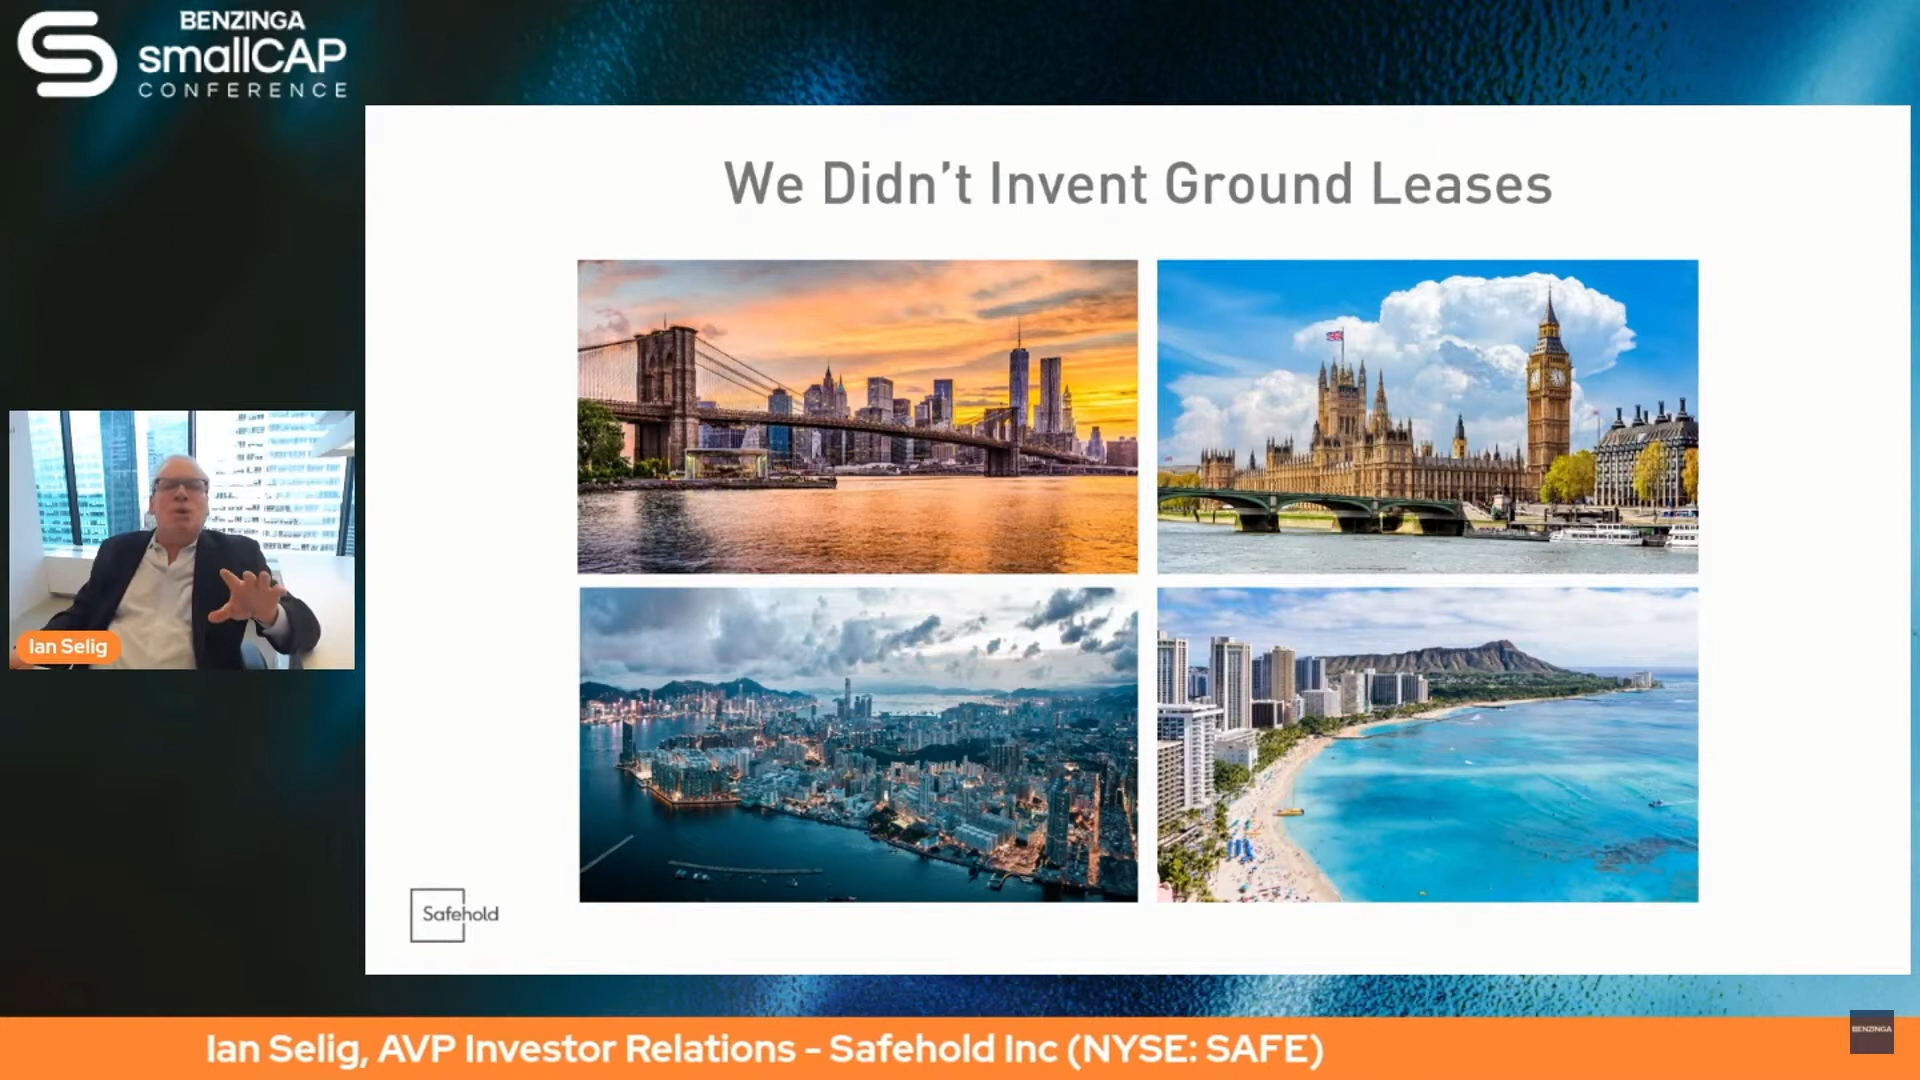 BENZINGA
smallCAP
CONFERENCE
We Didn't Invent Ground Leases
Ian Selig
Safehold
Ian Selig, AVP Investor Relations - Safehold Inc (NYSE: SAFE)
BENZINGA